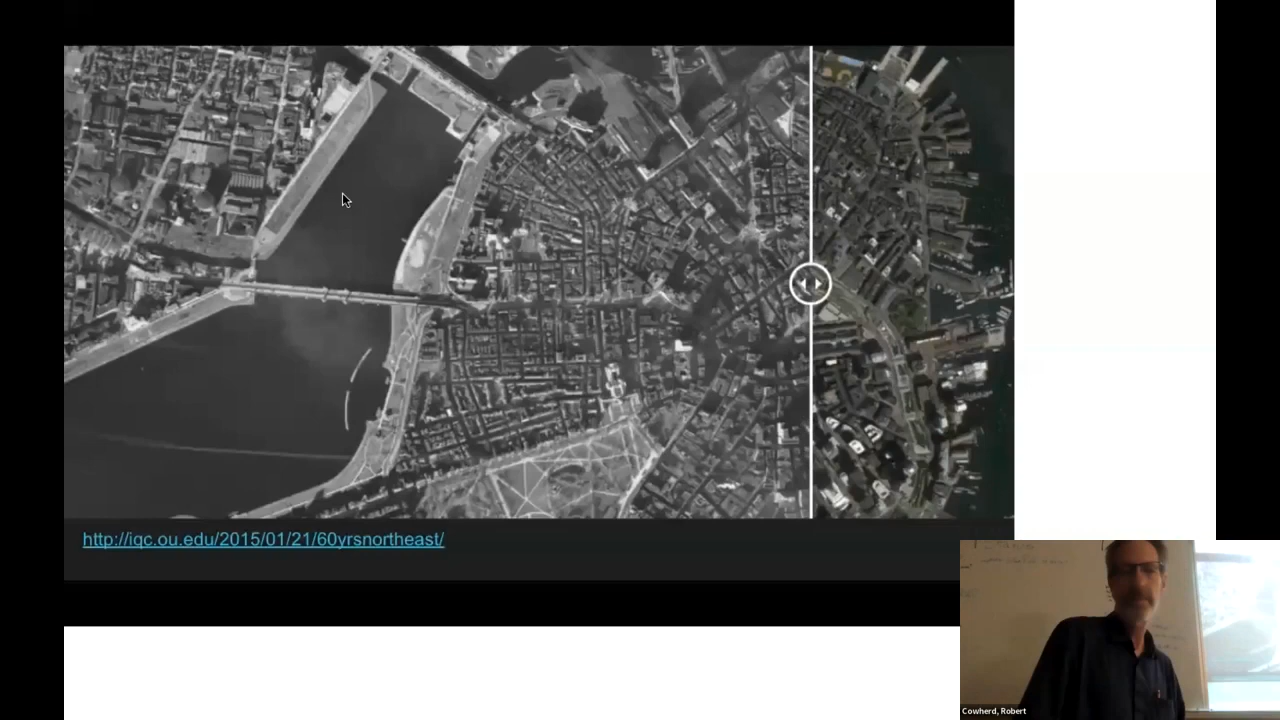 http://iqc.ou.edu/2015/01/21/60yrsnortheast/
Cowherd, Robert